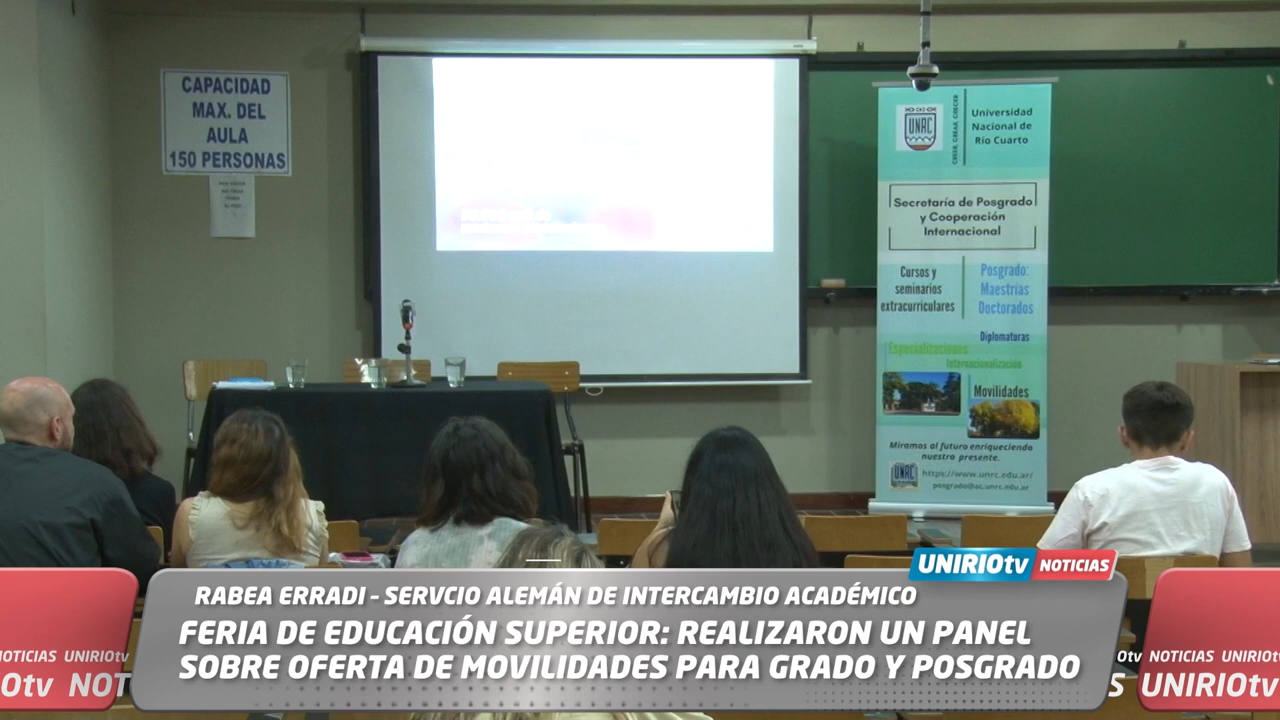 CAPACIDAD
MAX. DEL
AULA
150 PERSONAS
UNRC
CREER, CREAR, CRECER
Universidad
Nacional de
Río Cuarto
Secretaría de Posgrado
y Cooperación
Internacional
Cursos y
seminarios
extracurriculares
Posgrado:
Maestrías
Doctorados
Diplomaturas
Especializaciones
Internacionalización
Movilidades
Miramos al futuro enriqueciendo
nuestro presente.
UNRC
https://www.unrc.edu.ar/
posgrado@ac.unrc.edu.ar
UNIRIOtv NOTICIAS
RABEA ERRADI - SERVCIO ALEMÁN DE INTERCAMBIO ACADÉMICO
FERIA DE EDUCACIÓN SUPERIOR: REALIZARON UN PANEL
SOBRE OFERTA DE MOVILIDADES PARA GRADO Y POSGRADO
NOTICIAS UNIRIOtv
IOtv NOT
Otv NOTICIAS UNIRIOtv
S UNIRIOtv